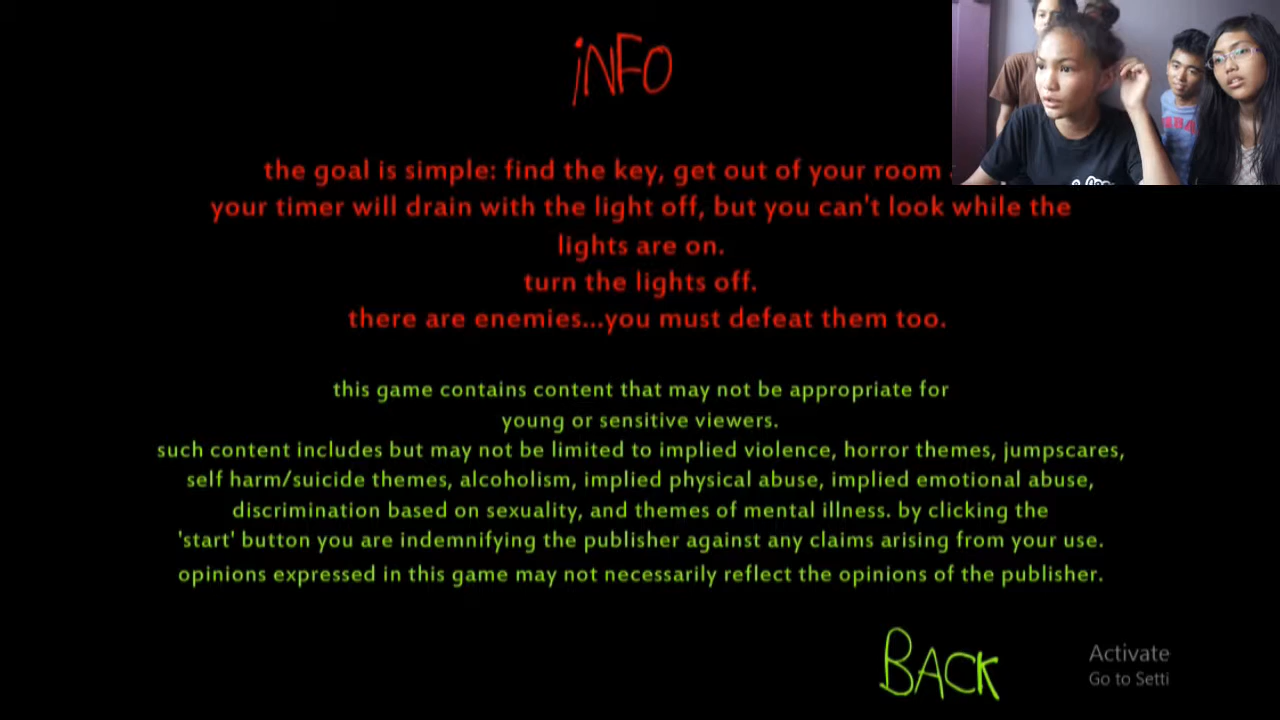 iNFO
the goal is simple: find the key, get out of your room
your timer will drain with the light off, but you can't look while the
lights are on.
turn the lights off.
there are enemies...you must defeat them too.
this game contains content that may not be appropriate for
young or sensitive viewers.
such content includes but may not be limited to implied violence, horror themes, jumpscares,
self harm/suicide themes, alcoholism, implied physical abuse, implied emotional abuse,
discrimination based on sexuality, and themes of mental illness. by clicking the
'start' button you are indemnifying the publisher against any claims arising from your use.
opinions expressed in this game may not necessarily reflect the opinions of the publisher.
BACK
Activate
Go to Setti